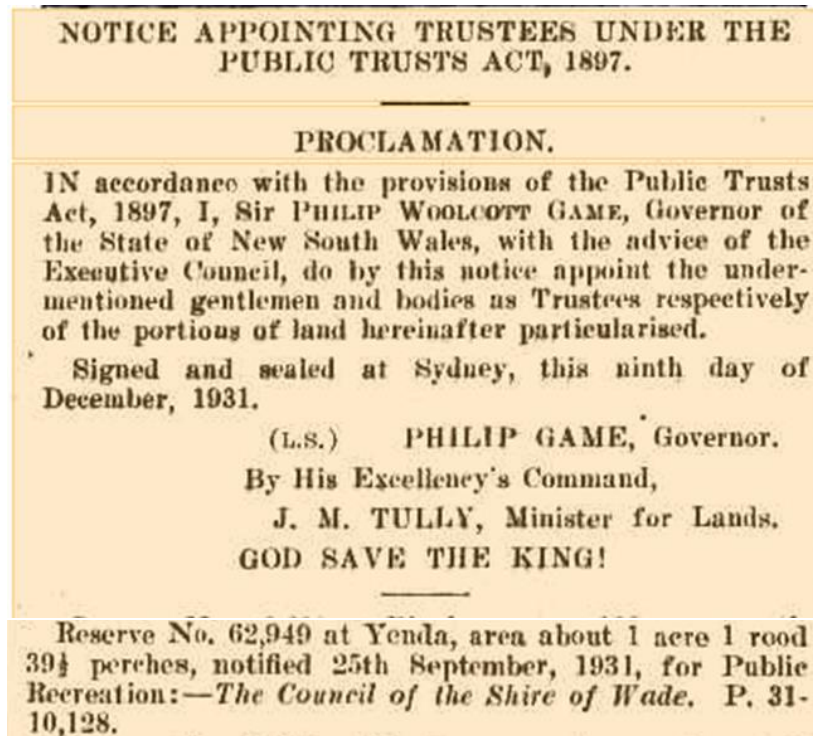 NOTICE APPOINTING TRUSTEES UNDER THE
PUBLIC TRUSTS ACT, 1897.
PROCLAMATION.
IN accordance with the provisions of the Public Trusts
Act, 1897, I, Sir PHILIP WOOLCOTT GAME, Governor of
the State of New South Wales, with the advice of the
Executive Council, do by this notice appoint the under-
mentioned gentlemen and bodies as Trustees respectively
of the portions of land hereinafter particularised.
Signed and sealed at Sydney, this ninth day of
December, 1931.
(L.S.) PHILIP GAME, Governor.
By His Excellency's Command,
J. M. TULLY, Minister for Lands.
GOD SAVE THE KING!
Reserve No. 62,949 at Yenda, area about 1 acre 1 rood
39½ perches, notified 25th September, 1931, for Public
Recreation:—The Council of the Shire of Wade. P. 31-
10,128.